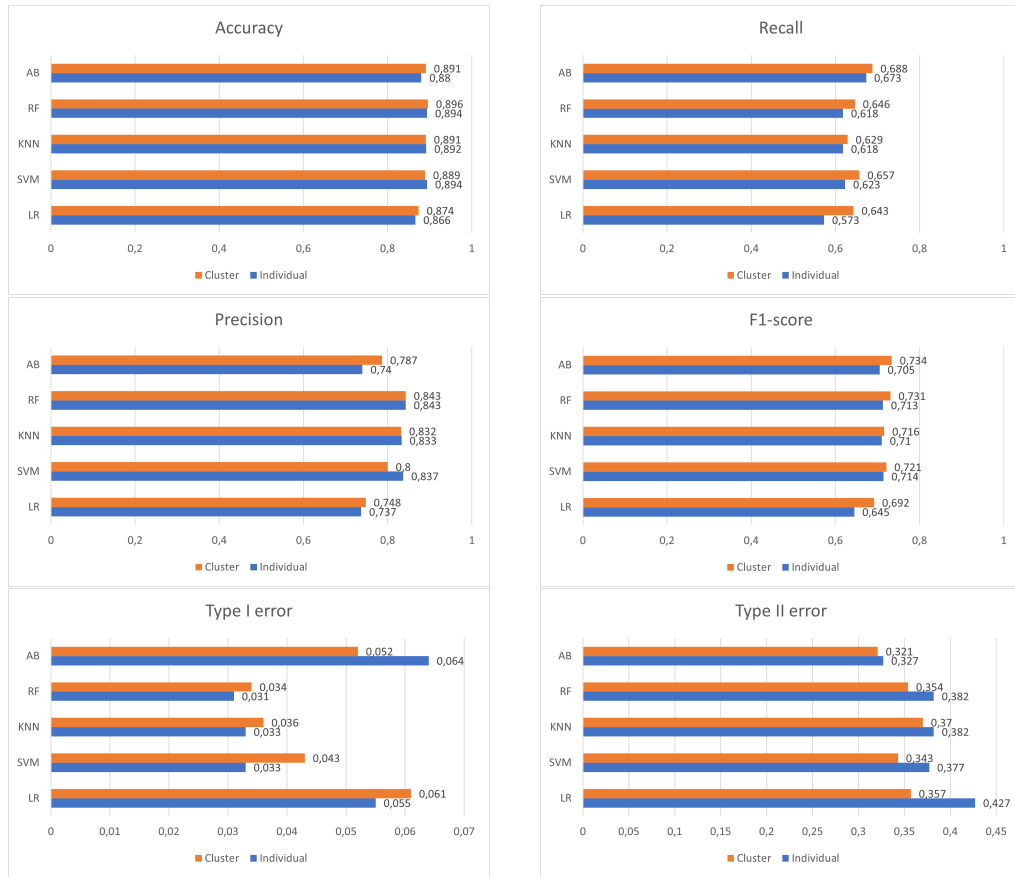 Accuracy
AB
0,891
0,88
RF
0,896
0,894
KNN
0,891
0,892
SVM
0,889
0,894
LR
0,874
0,866
0 0,2 0,4 0,6 0,8 1
Cluster Individual
Recall
AB
0,688
0,673
RF
0,646
0,618
KNN
0,629
0,618
SVM
0,657
0,623
LR
0,643
0,573
0 0,2 0,4 0,6 0,8 1
Cluster Individual
Precision
AB
0,787
0,74
RF
0,843
0,843
KNN
0,832
0,833
SVM
0,8
0,837
LR
0,748
0,737
0 0,2 0,4 0,6 0,8 1
Cluster Individual
F1-score
AB
0,734
0,705
RF
0,731
0,713
KNN
0,716
0,71
SVM
0,721
0,714
LR
0,692
0,645
0 0,2 0,4 0,6 0,8 1
Cluster Individual
Type I error
AB
0,052
0,064
RF
0,034
0,031
KNN
0,036
0,033
SVM
0,043
0,033
LR
0,061
0,055
0 0,01 0,02 0,03 0,04 0,05 0,06 0,07
Cluster Individual
Type II error
AB
0,321
0,327
RF
0,354
0,382
KNN
0,37
0,382
SVM
0,343
0,377
LR
0,357
0,427
0 0,05 0,1 0,15 0,2 0,25 0,3 0,35 0,4 0,45
Cluster Individual